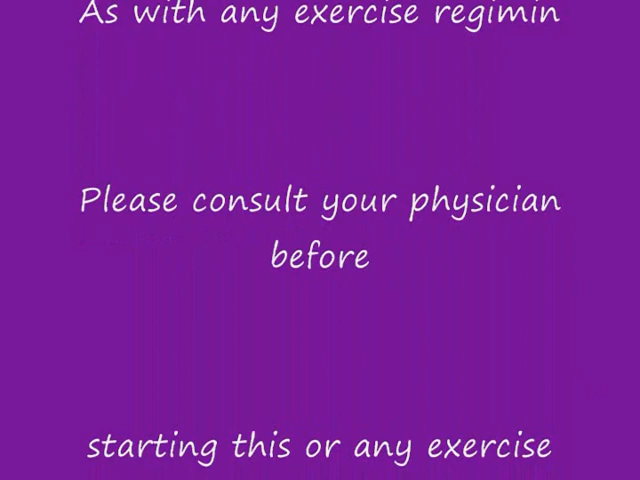 As with any exercise regimin
Please consult your physician
before
starting this or any exercise